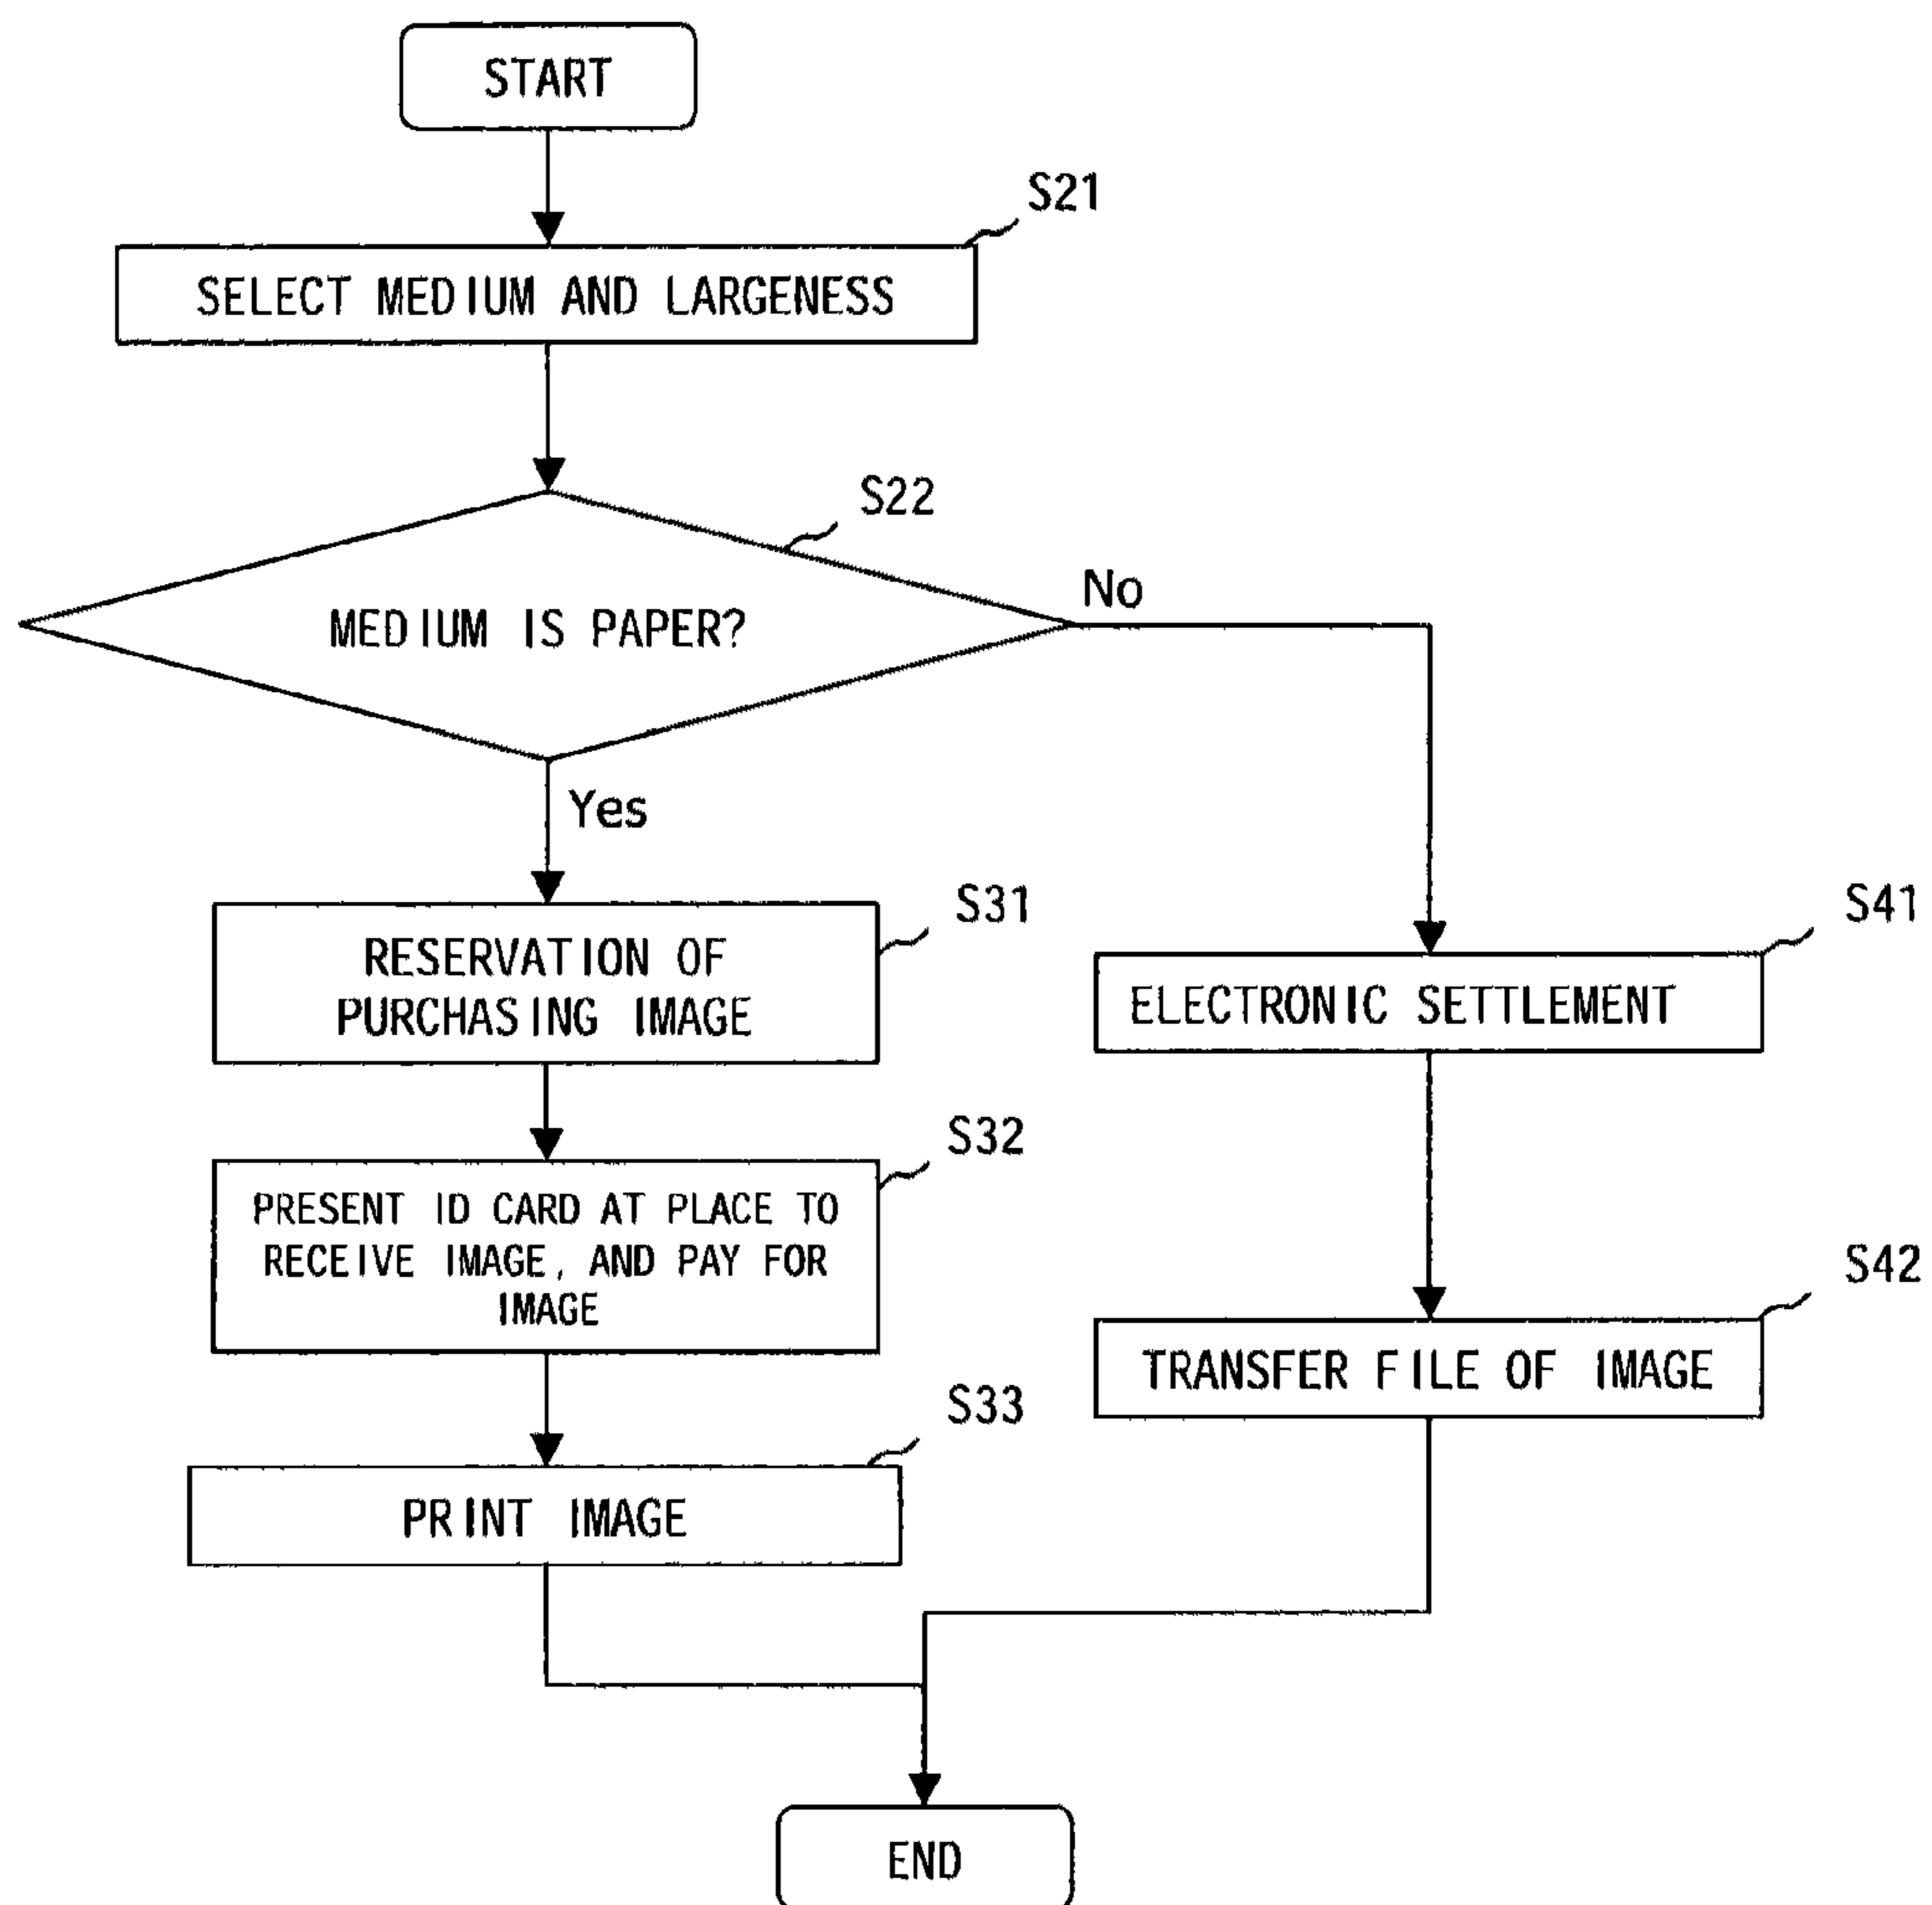 START
S21
SELECT MEDIUM AND LARGENESS
S22
MEDIUM IS PAPER?
No
Yes
S31
RESERVATION OF
PURCHASING IMAGE
S41
ELECTRONIC SETTLEMENT
S32
PRESENT ID CARD AT PLACE TO
RECEIVE IMAGE, AND PAY FOR
IMAGE
S42
TRANSFER FILE OF IMAGE
S33
PRINT IMAGE
END